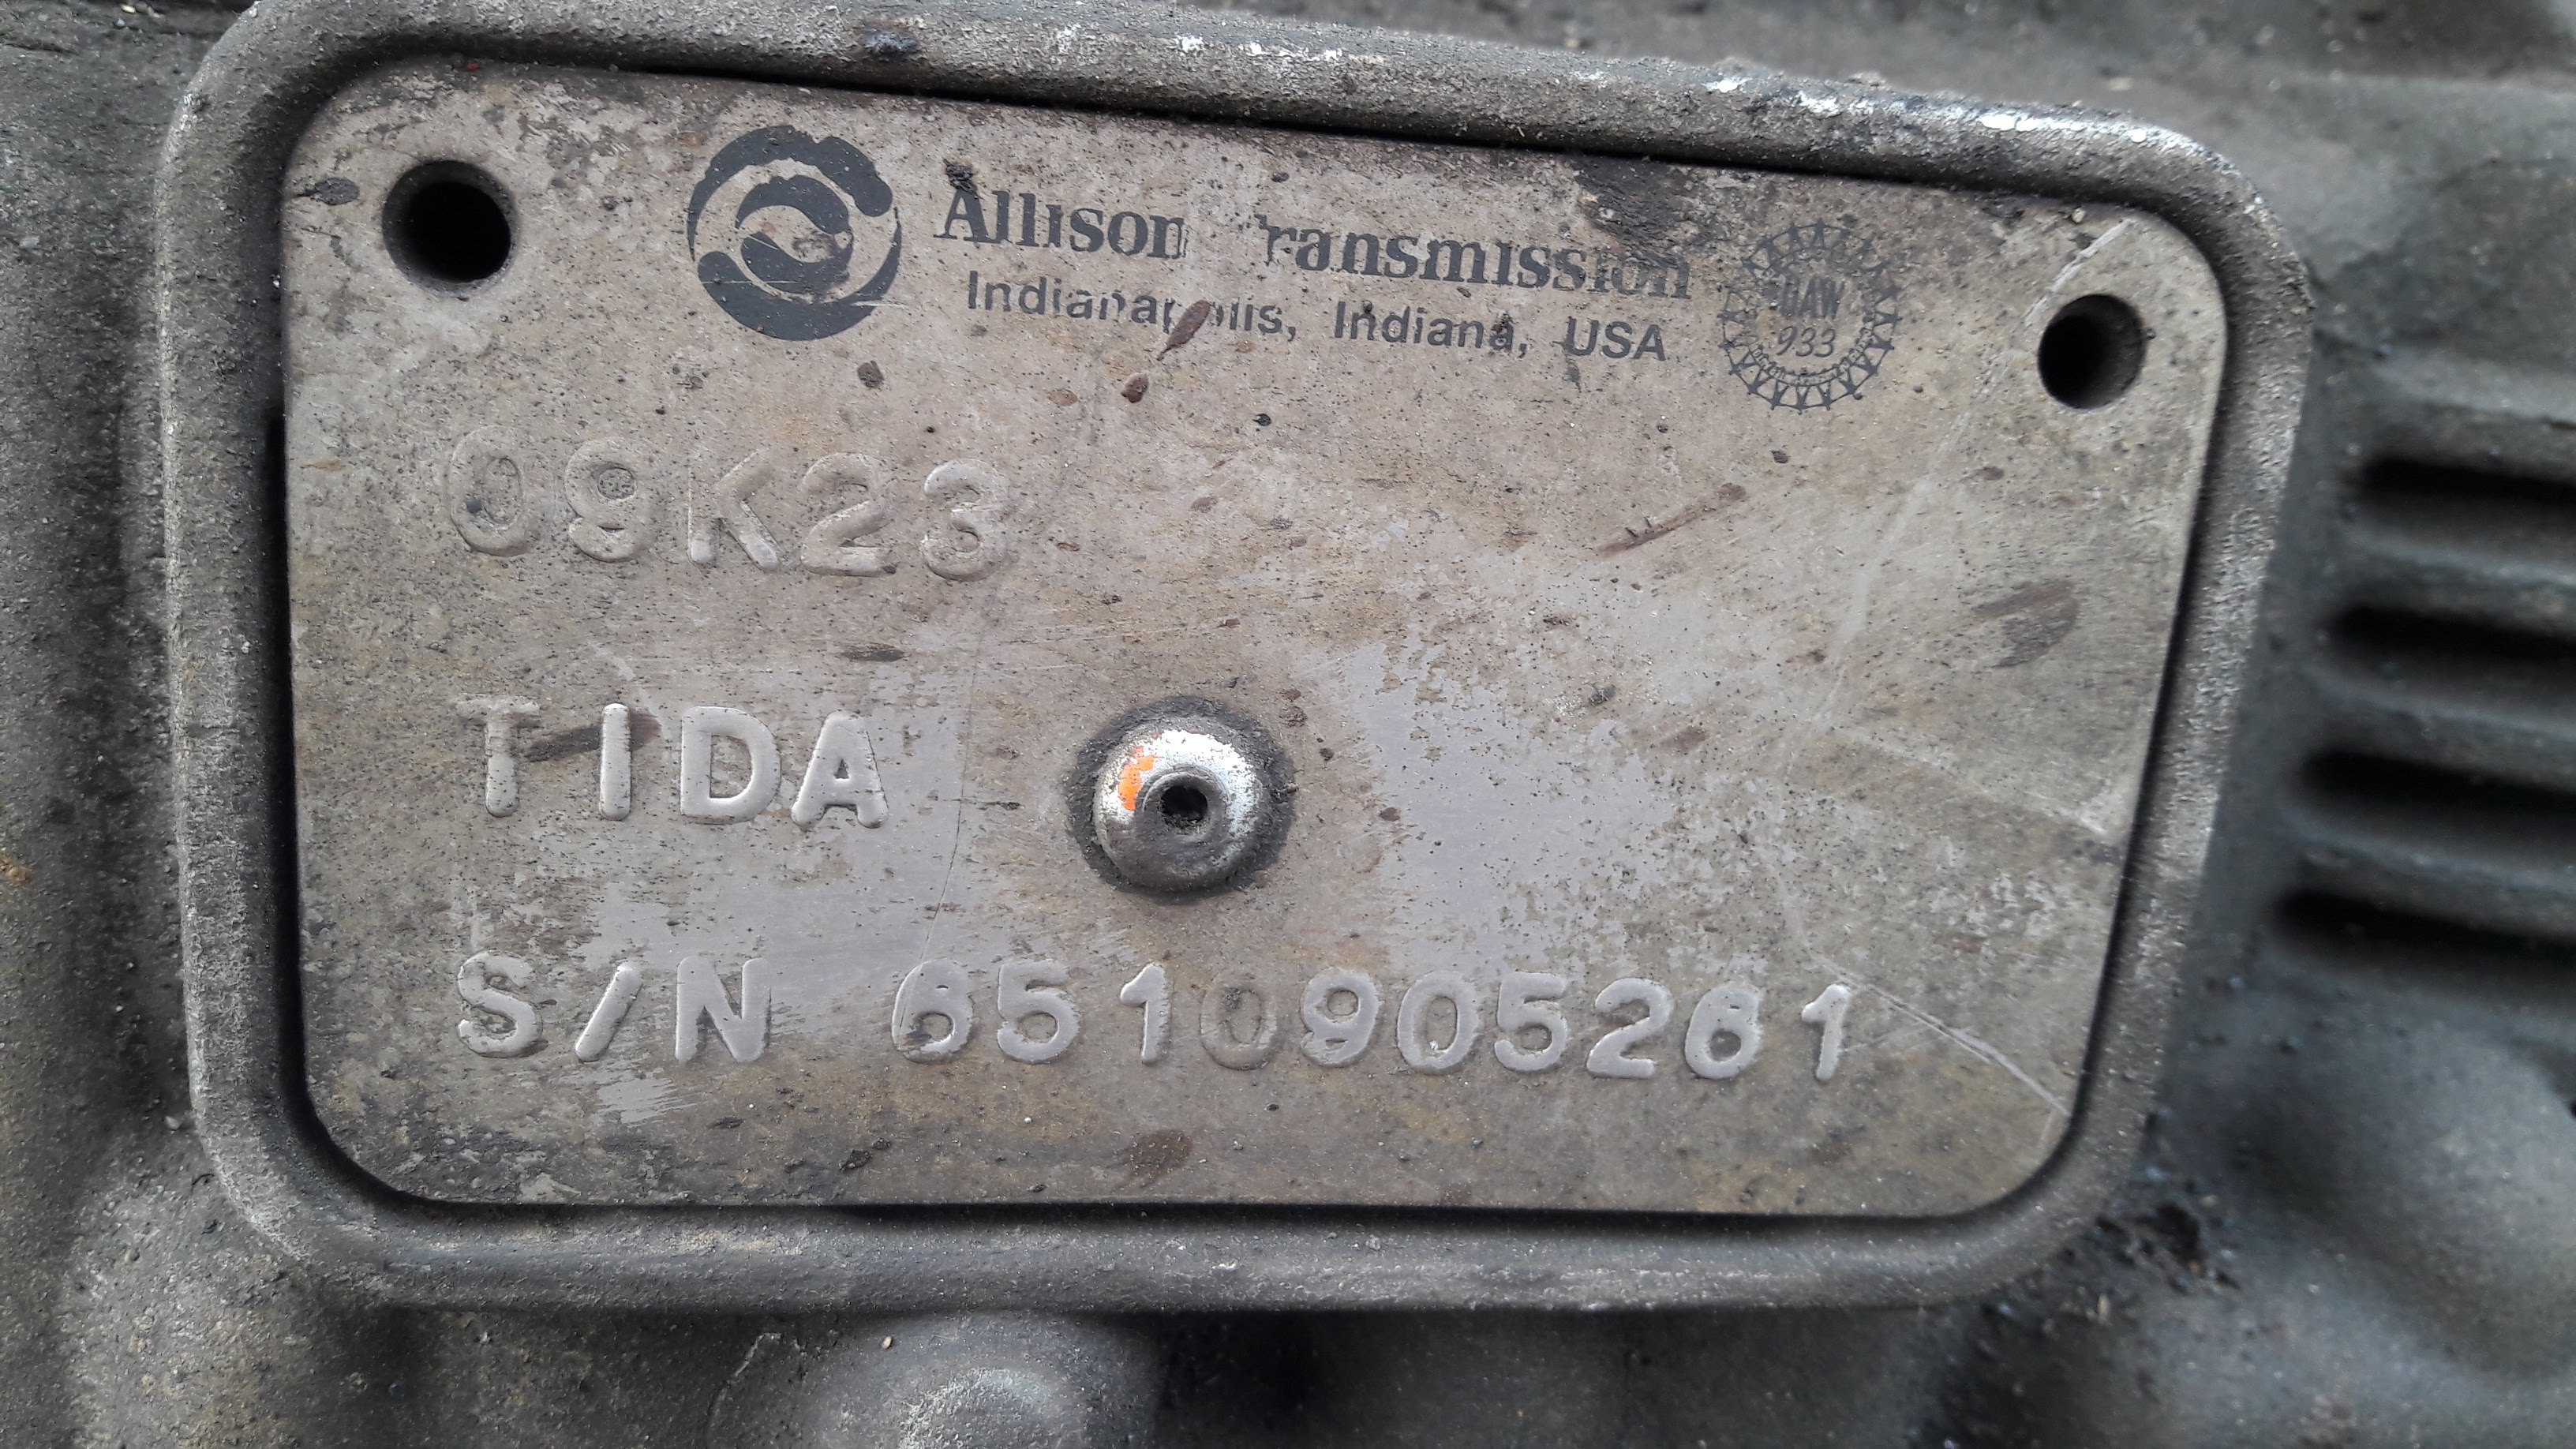 Allison Transmission
Indianapolis, Indiana, USA
UAW
933
09K23
TIDA
S/N 6510905261